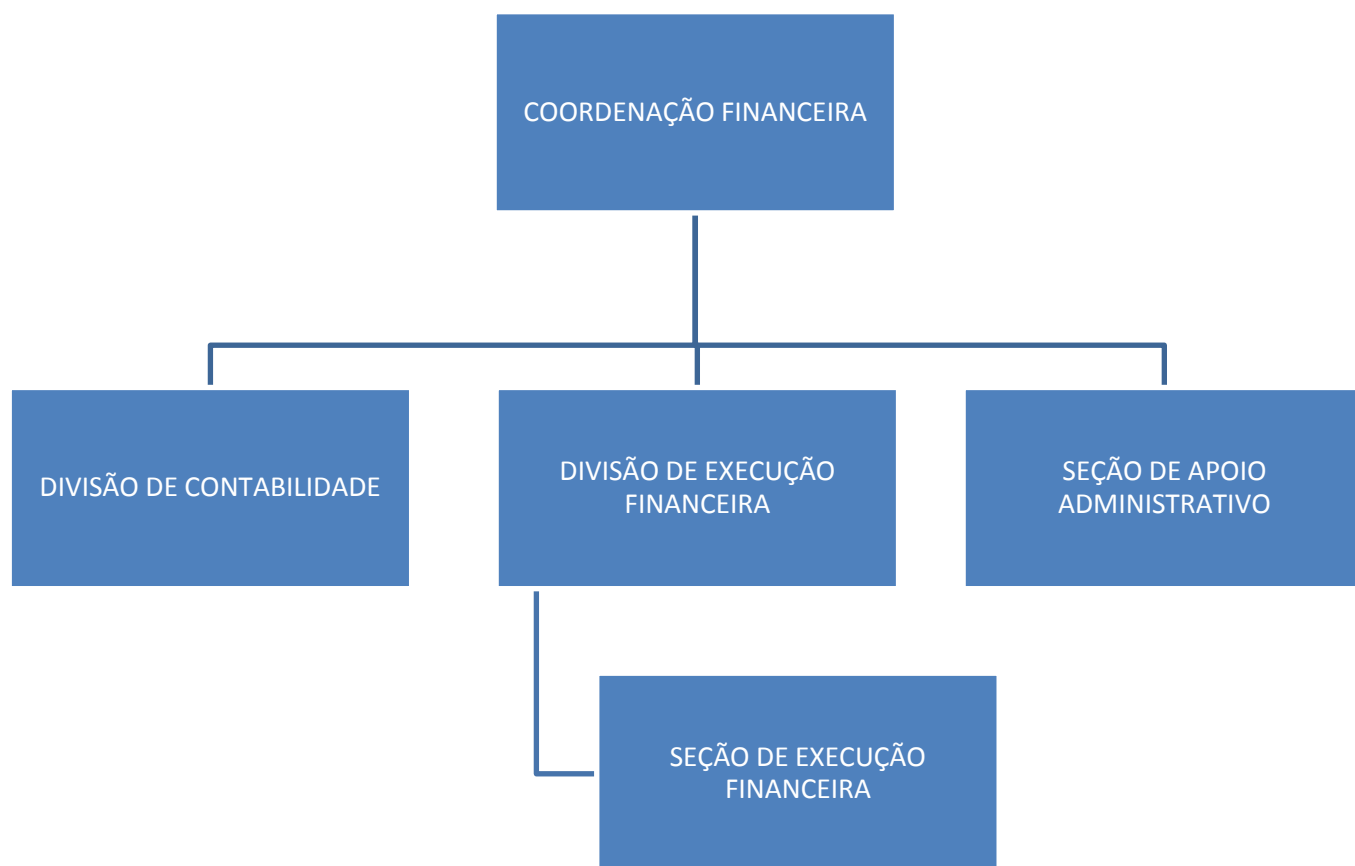 COORDENAÇÃO FINANCEIRA
DIVISÃO DE CONTABILIDADE
DIVISÃO DE EXECUÇÃO
FINANCEIRA
SEÇÃO DE APOIO
ADMINISTRATIVO
SEÇÃO DE EXECUÇÃO
FINANCEIRA